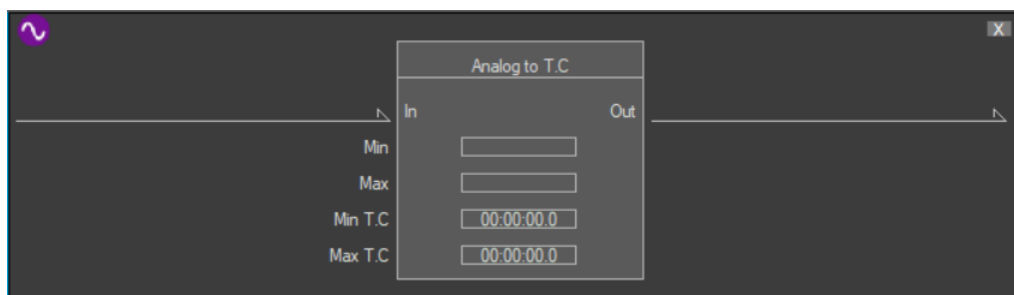 X
Analog to T.C
In Out
Min
Max
Min T.C 00:00:00.0
Max T.C 00:00:00.0